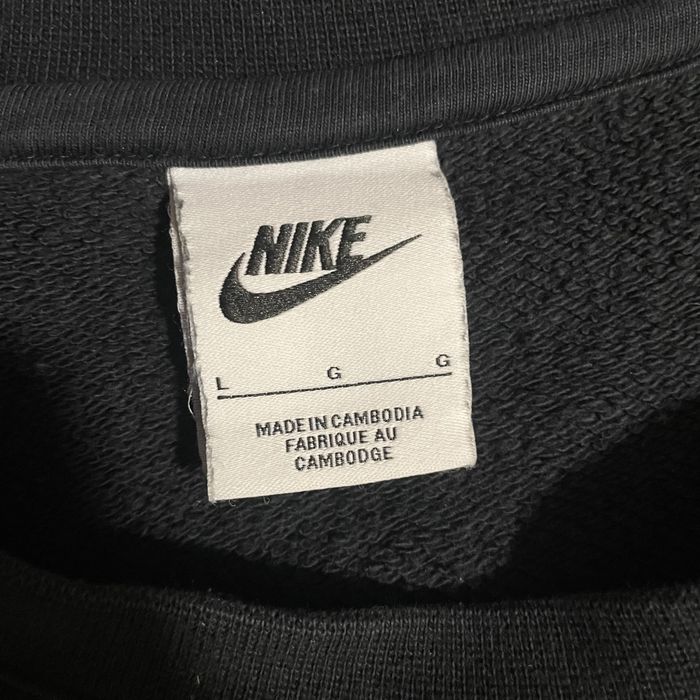 NIKE
L G G
MADE IN CAMBODIA
FABRIQUE AU
CAMBODGE